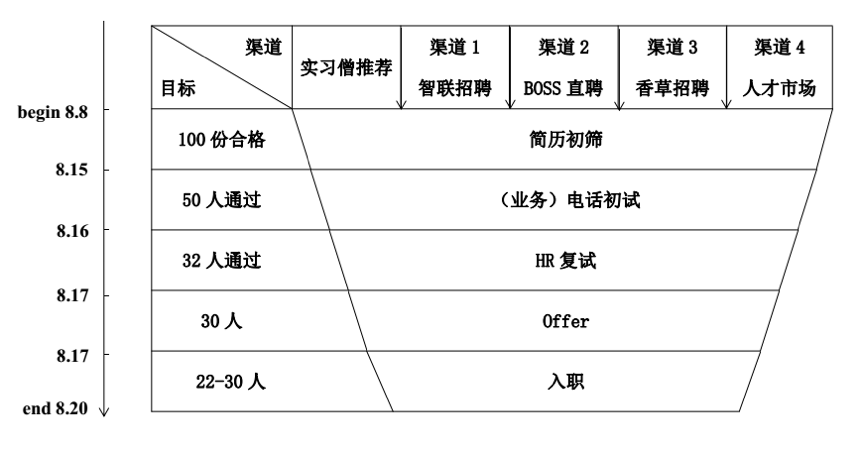 渠道
目标
实习僧推荐
渠道 1
智联招聘
渠道 2
BOSS 直聘
渠道 3
香草招聘
渠道 4
人才市场
begin 8.8
100 份合格
简历初筛
8.15
50 人通过
（业务）电话初试
8.16
32 人通过
HR 复试
8.17
30 人
Offer
8.17
22-30 人
入职
end 8.20